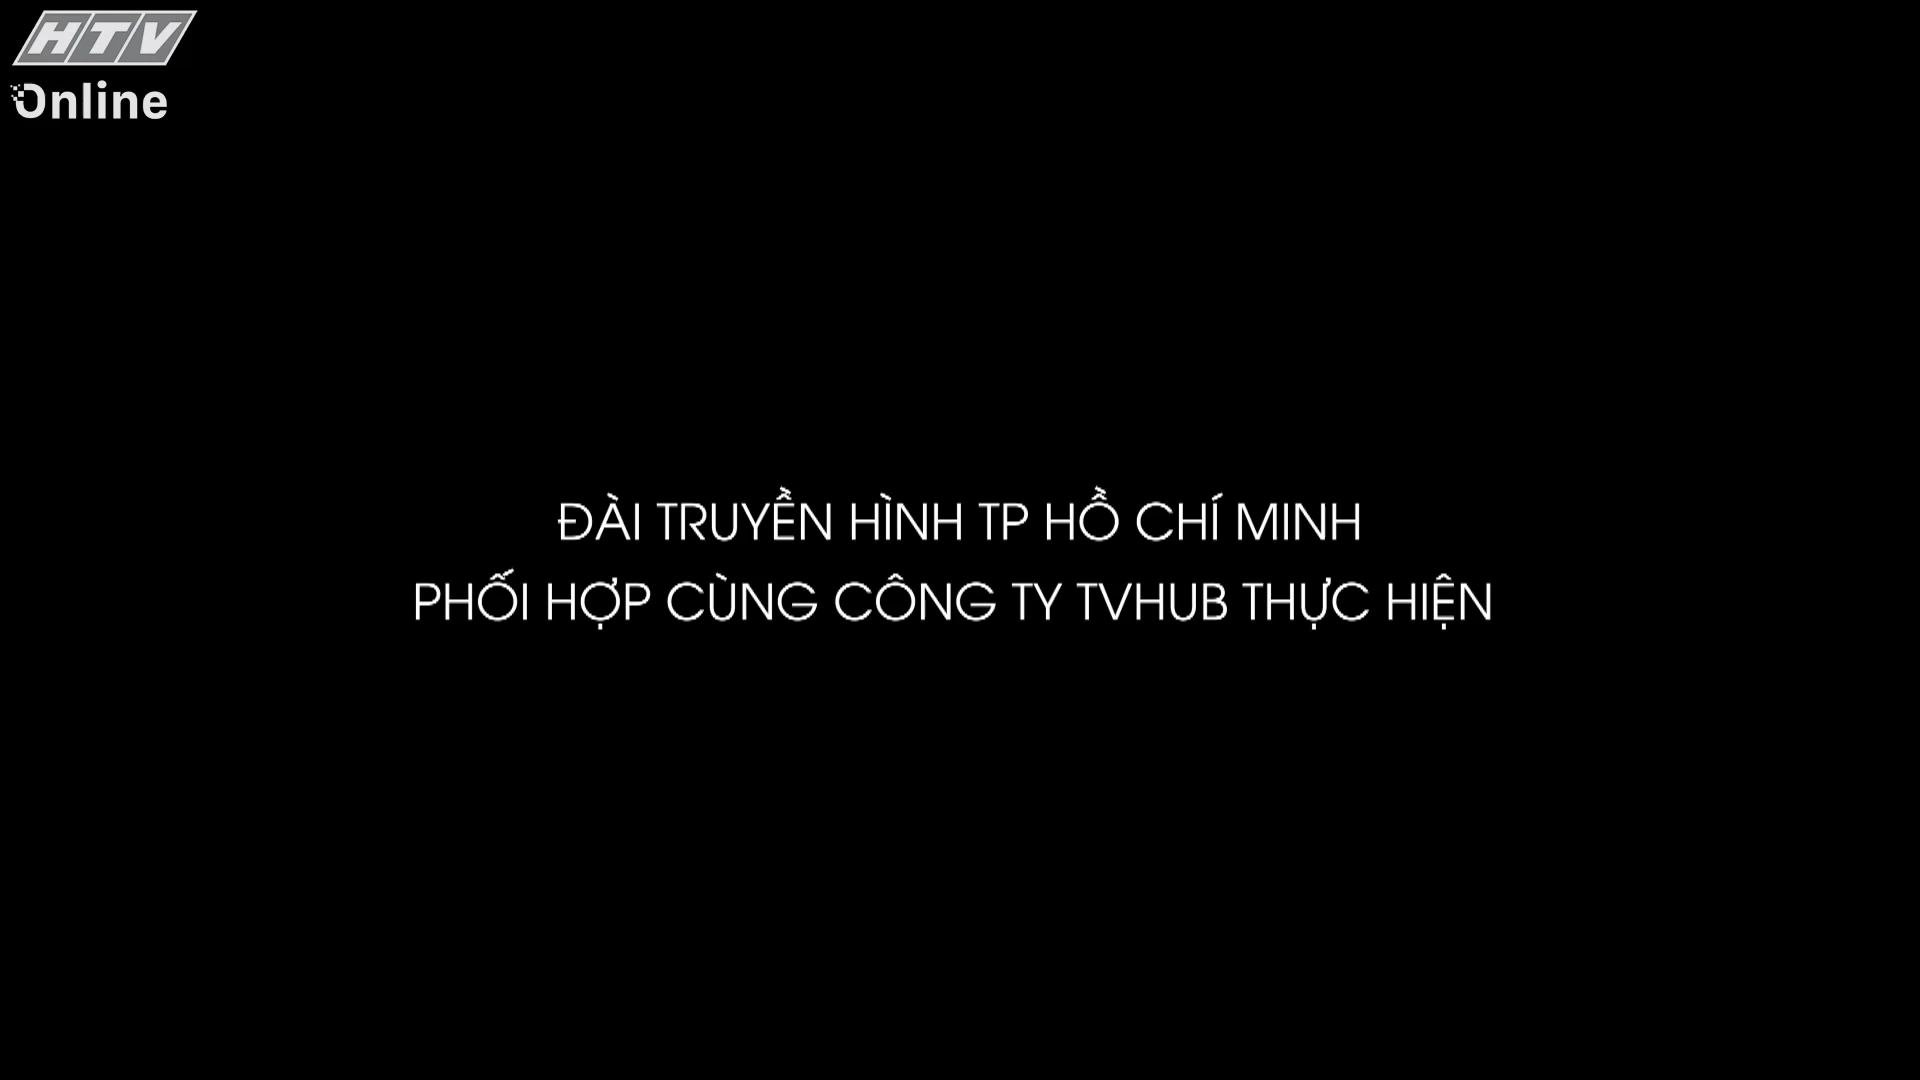 HTV
Online
ĐÀI TRUYỀN HÌNH TP HỒ CHÍ MINH
PHỐI HỢP CÙNG CÔNG TY TVHUB THỰC HIỆN